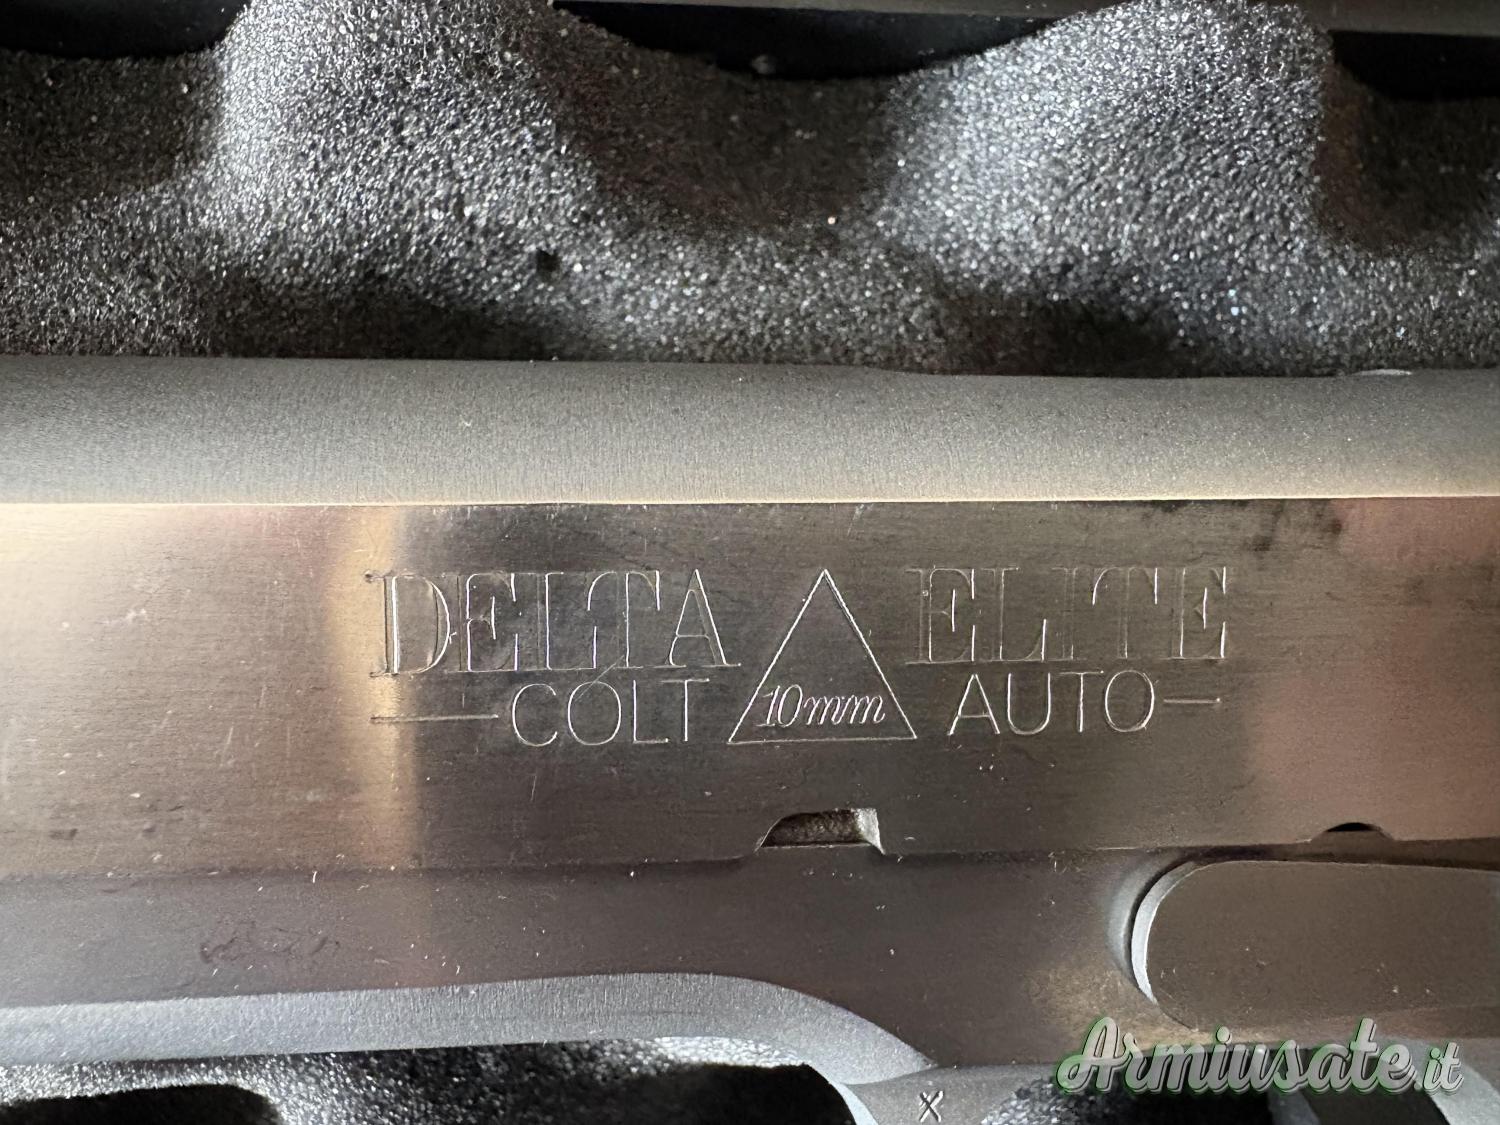 DELTA ELITE
COLT 10mm AUTO
Armiusate.it